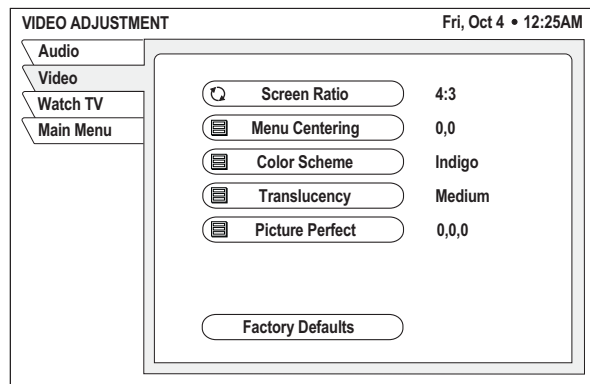 VIDEO ADJUSTMENT Fri, Oct 4 • 12:25AM
Audio
Video
Watch TV
Main Menu
Screen Ratio 4:3
Menu Centering 0,0
Color Scheme Indigo
Translucency Medium
Picture Perfect 0,0,0
Factory Defaults